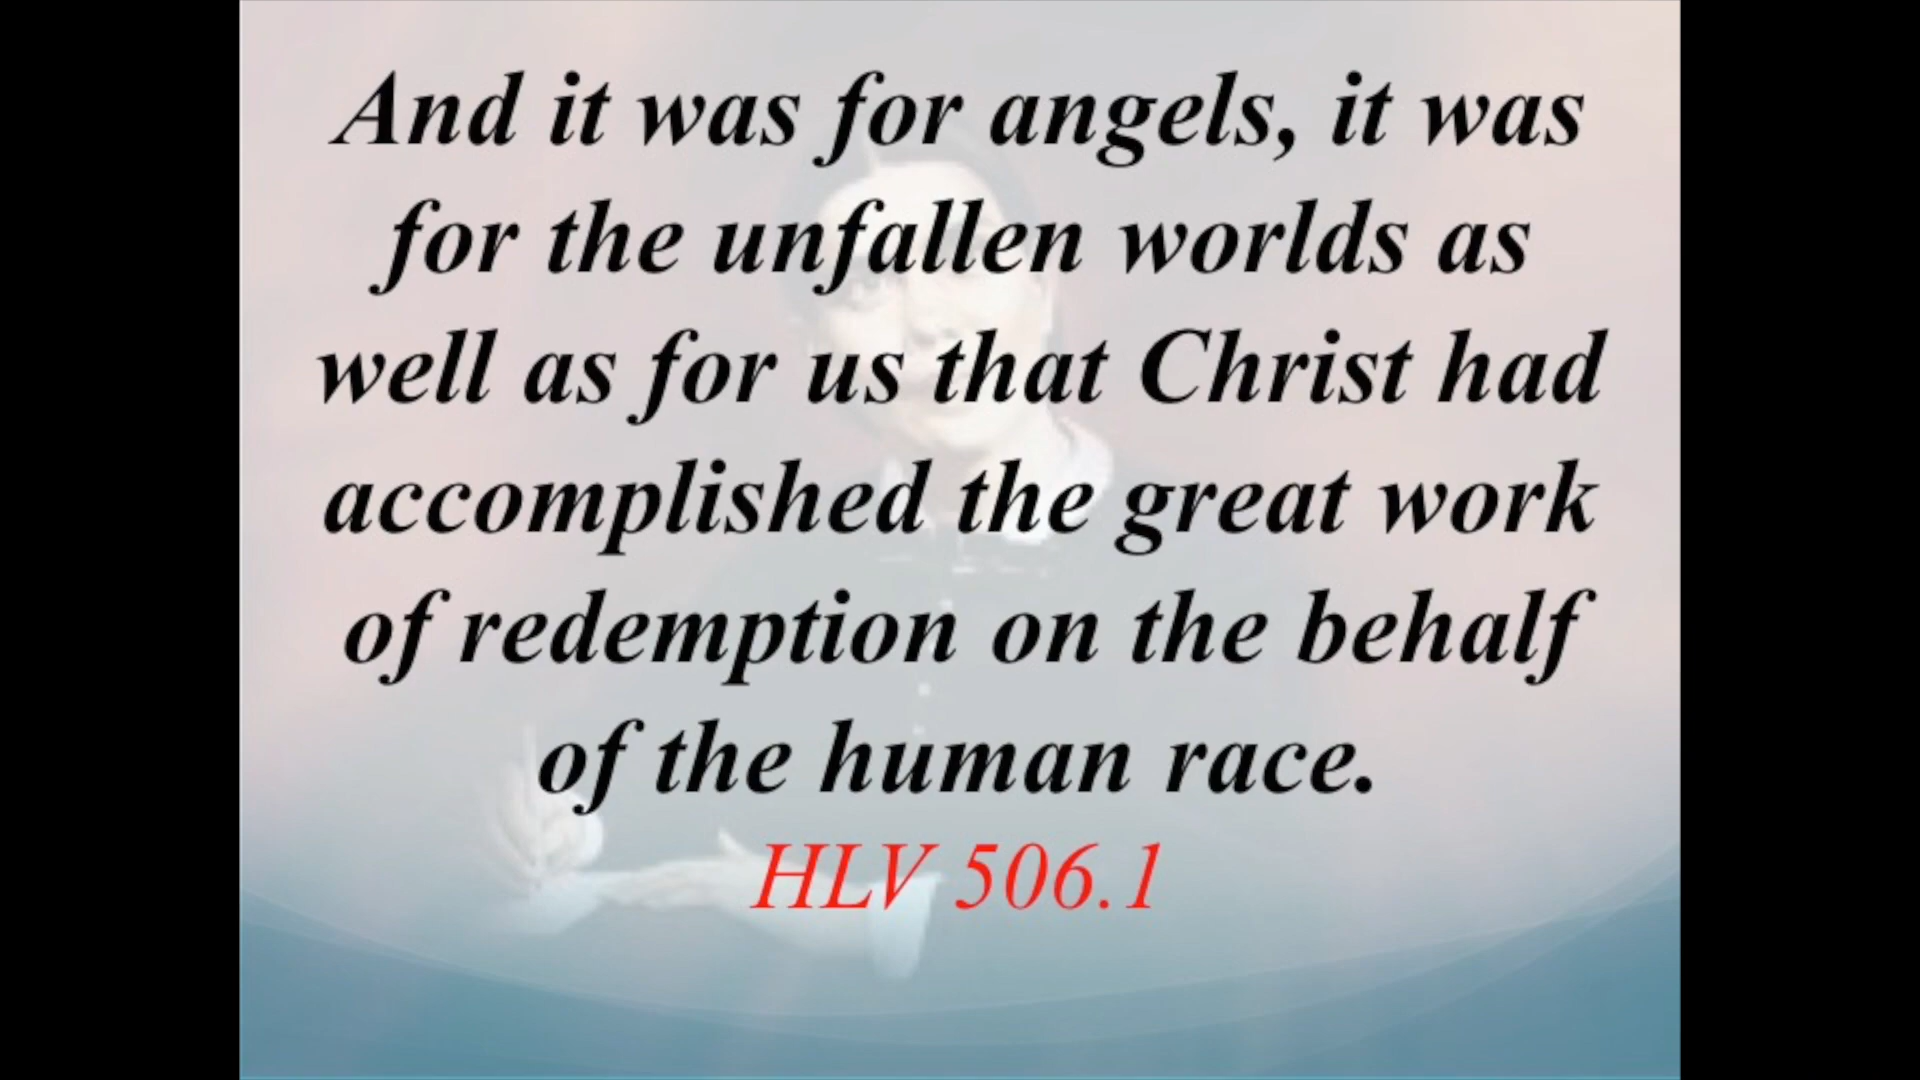 And it was for angels, it was
for the unfallen worlds as
well as for us that Christ had
accomplished the great work
of redemption on the behalf
of the human race.
HLV 506.1